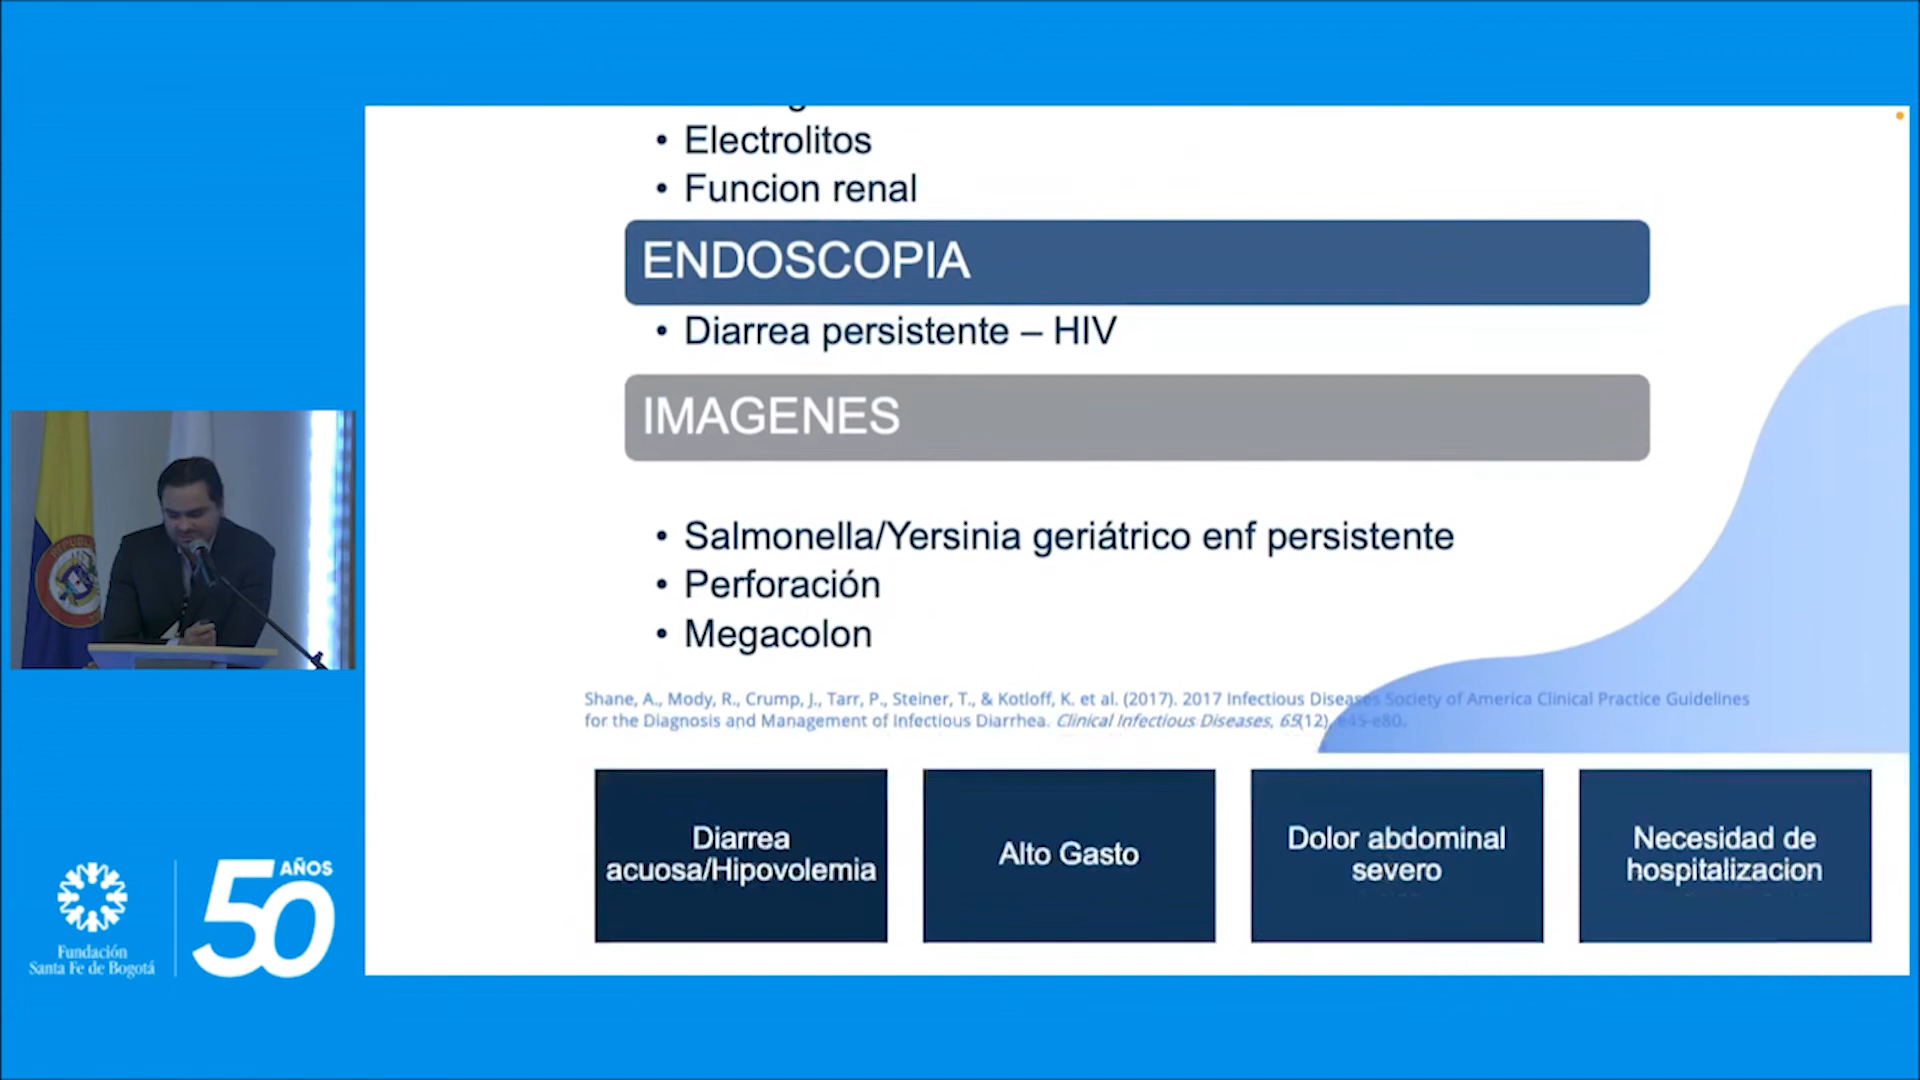 • Electrolitos
• Funcion renal
ENDOSCOPIA
• Diarrea persistente – HIV
IMAGENES
• Salmonella/Yersinia geriátrico enf persistente
• Perforación
• Megacolon
Shane, A., Mody, R., Crump, J., Tarr, P., Steiner, T., & Kotloff, K. et al. (2017). 2017 Infectious Diseases Society of America Clinical Practice Guidelines
for the Diagnosis and Management of Infectious Diarrhea. Clinical Infectious Diseases, 65(12), e45-e80.
Diarrea
acuosa/Hipovolemia
Alto Gasto
Dolor abdominal
severo
Necesidad de
hospitalizacion
Fundación
Santa Fe de Bogotá
50 AÑOS